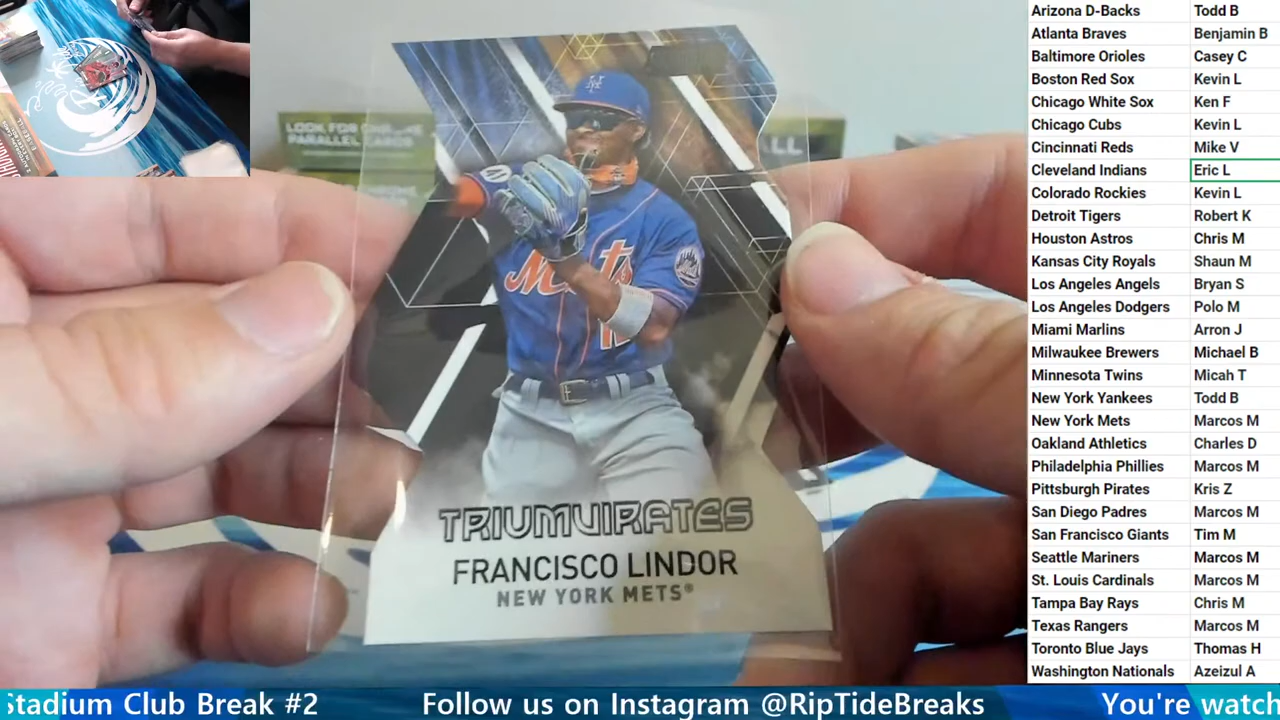 LOOK FOR CHROME
PARALLEL CARDS
ALL
Mets
TRIUMVIRATES
FRANCISCO LINDOR
NEW YORK METS®
Arizona D-Backs Todd B
Atlanta Braves Benjamin B
Baltimore Orioles Casey C
Boston Red Sox Kevin L
Chicago White Sox Ken F
Chicago Cubs Kevin L
Cincinnati Reds Mike V
Cleveland Indians Eric L
Colorado Rockies Kevin L
Detroit Tigers Robert K
Houston Astros Chris M
Kansas City Royals Shaun M
Los Angeles Angels Bryan S
Los Angeles Dodgers Polo M
Miami Marlins Arron J
Milwaukee Brewers Michael B
Minnesota Twins Micah T
New York Yankees Todd B
New York Mets Marcos M
Oakland Athletics Charles D
Philadelphia Phillies Marcos M
Pittsburgh Pirates Kris Z
San Diego Padres Marcos M
San Francisco Giants Tim M
Seattle Mariners Marcos M
St. Louis Cardinals Marcos M
Tampa Bay Rays Chris M
Texas Rangers Marcos M
Toronto Blue Jays Thomas H
Washington Nationals Azeizul A
Stadium Club Break #2 Follow us on Instagram @RipTideBreaks You're watch